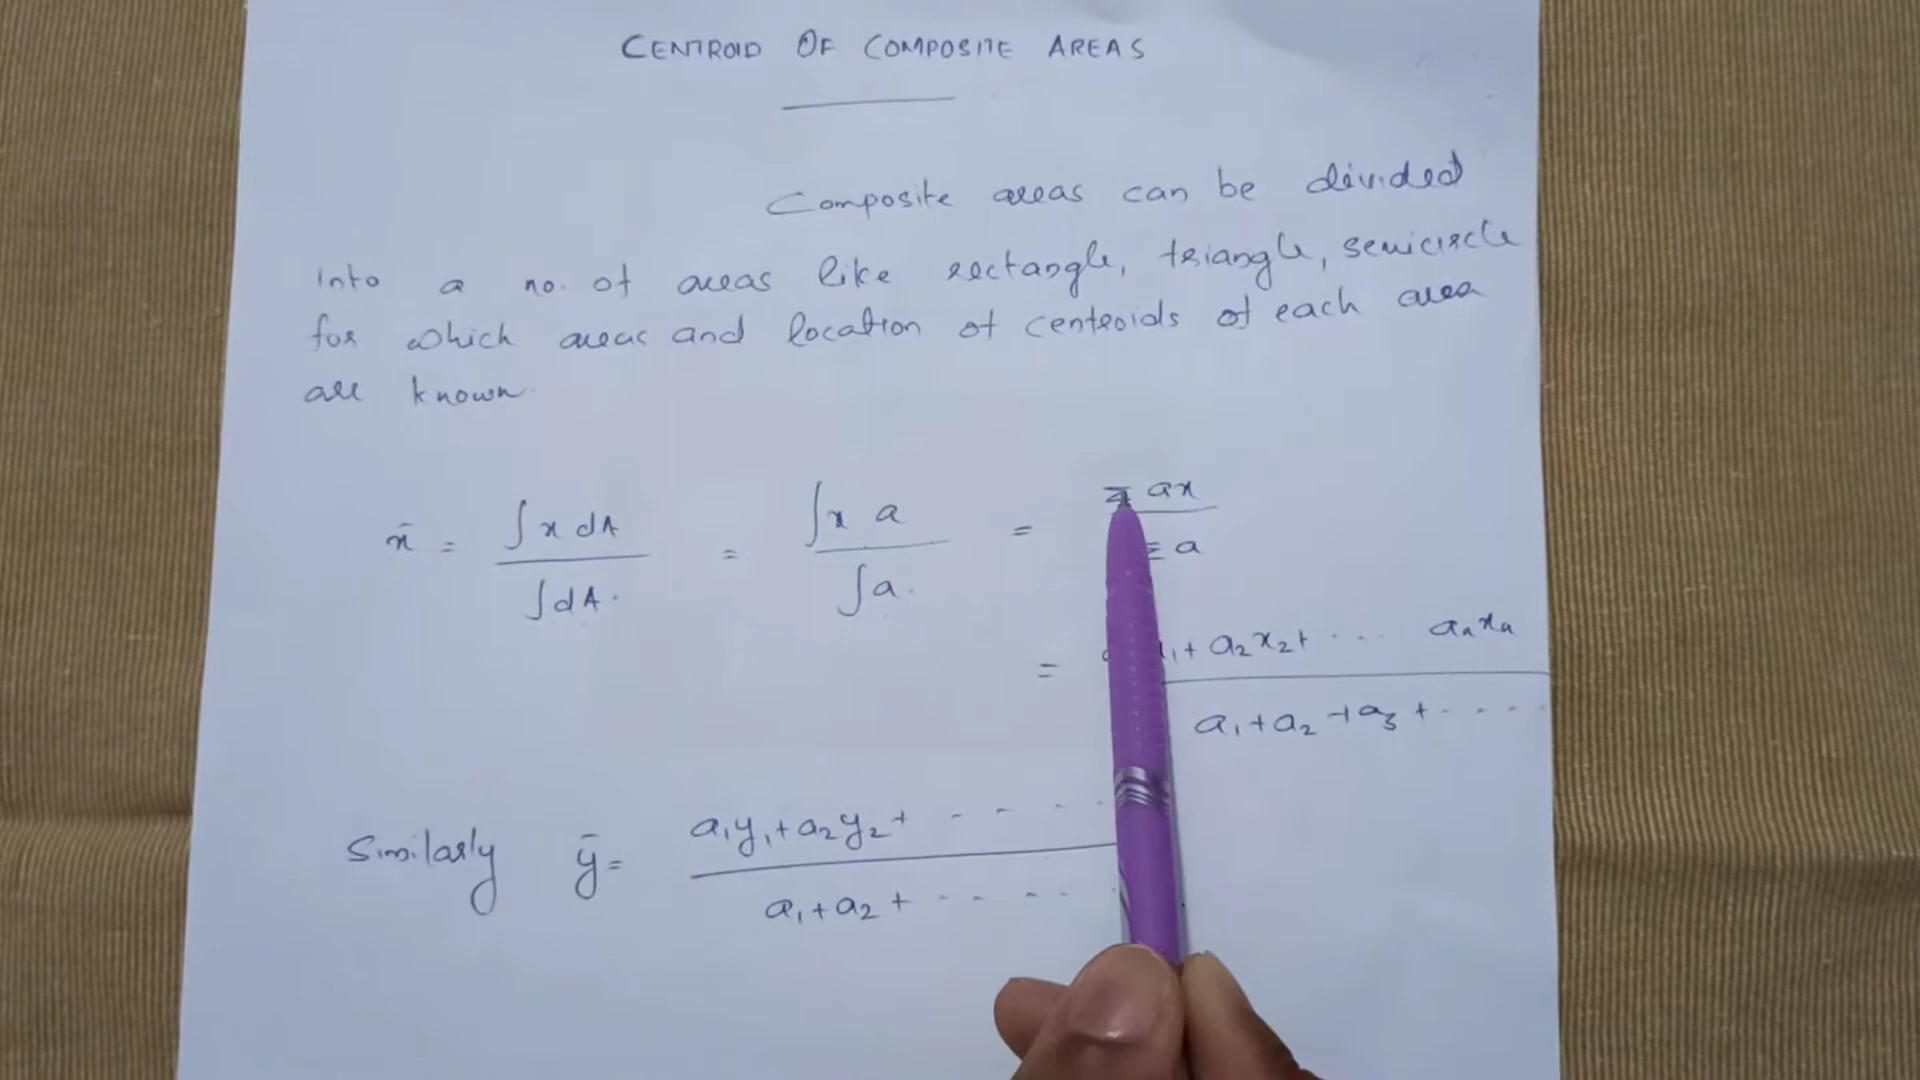 CENTROID OF COMPOSITE AREAS
Composite areas can be divided
into a no. of areas like rectangle, triangle, semicircle
for which areas and location of centroids of each area
are known
x̄ = ∫x dA / ∫dA. = ∫x a / ∫a. = Σ ax / Σ a
= ₁ + a₂x₂ + ... aₙxₙ / a₁ + a₂ + a₃ + ....
Similarly ȳ = a₁y₁ + a₂y₂ + - - - - / a₁ + a₂ + - - - -